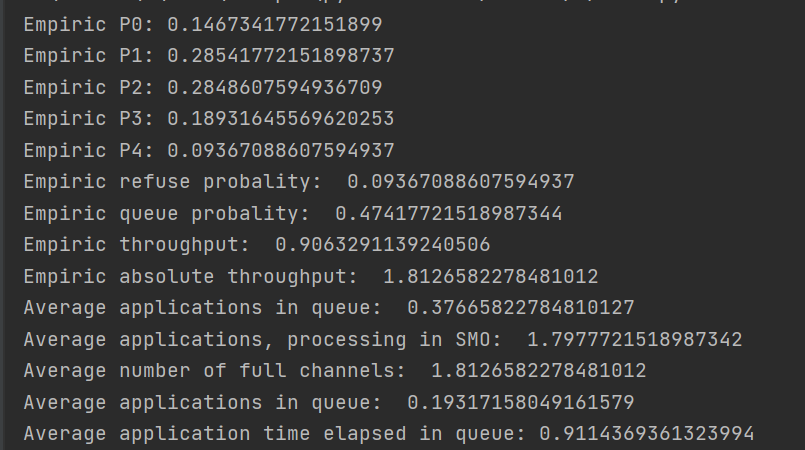 Empiric P0: 0.1467341772151899
Empiric P1: 0.28541772151898737
Empiric P2: 0.2848607594936709
Empiric P3: 0.18931645569620253
Empiric P4: 0.09367088607594937
Empiric refuse probality:  0.09367088607594937
Empiric queue probality:  0.47417721518987344
Empiric throughput:  0.9063291139240506
Empiric absolute throughput:  1.8126582278481012
Average applications in queue:  0.37665822784810127
Average applications, processing in SMO:  1.7977721518987342
Average number of full channels:  1.8126582278481012
Average applications in queue:  0.19317158049161579
Average application time elapsed in queue: 0.9114369361323994